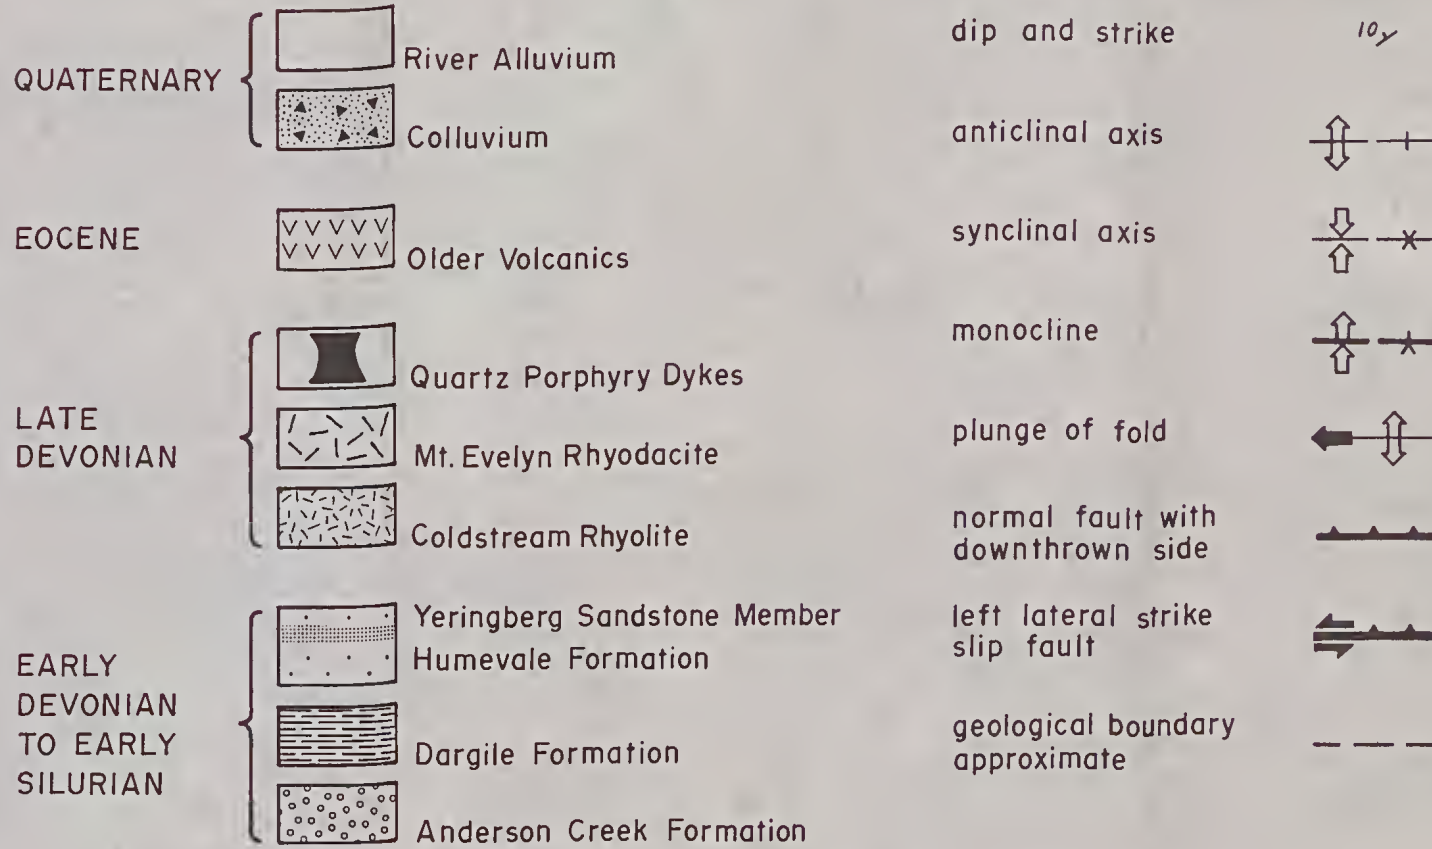 QUATERNARY
River Alluvium
Colluvium
EOCENE
Older Volcanics
LATE
DEVONIAN
Quartz Porphyry Dykes
Mt. Evelyn Rhyodacite
Coldstream Rhyolite
EARLY
DEVONIAN
TO EARLY
SILURIAN
Yeringberg Sandstone Member
Humevale Formation
Dargile Formation
Anderson Creek Formation
dip and strike
10
anticlinal axis
synclinal axis
monocline
plunge of fold
normal fault with
downthrown side
left lateral strike
slip fault
geological boundary
approximate